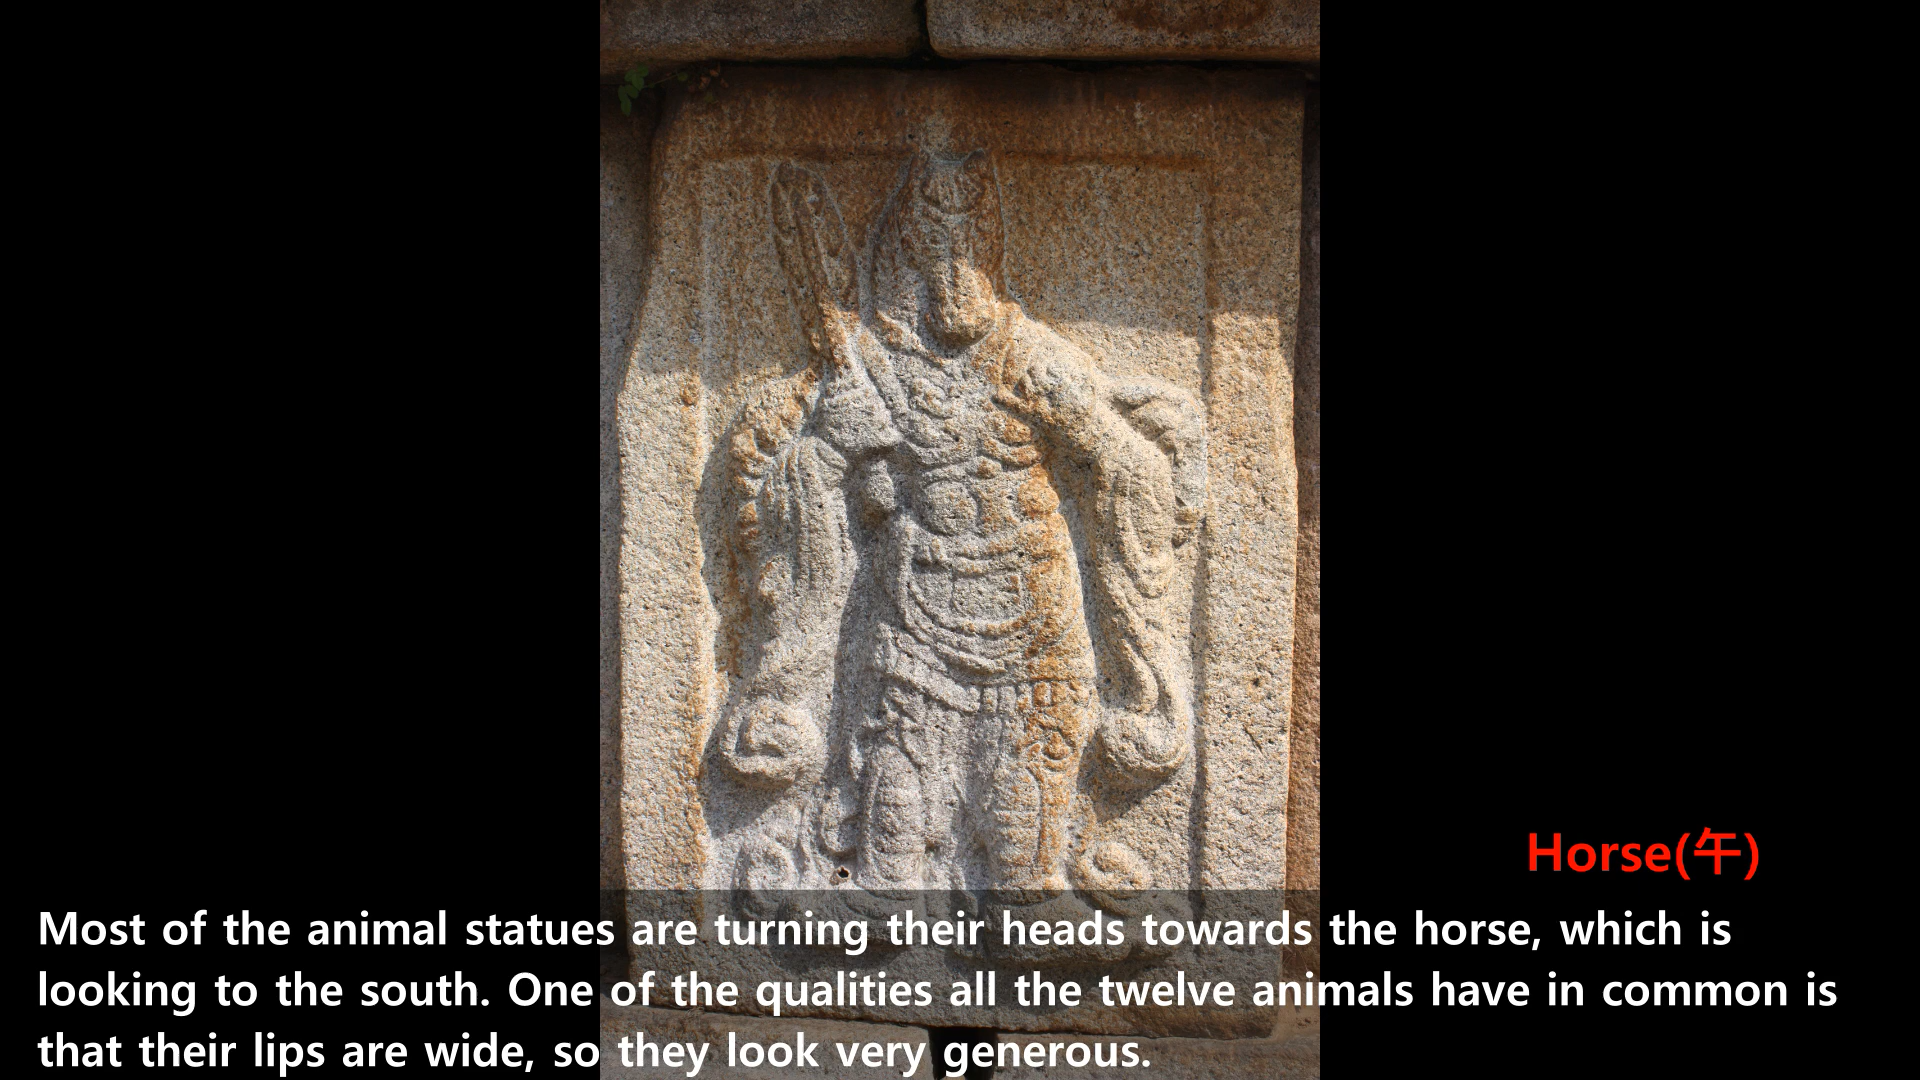 Horse(午)
Most of the animal statues are turning their heads towards the horse, which is
looking to the south. One of the qualities all the twelve animals have in common is
that their lips are wide, so they look very generous.